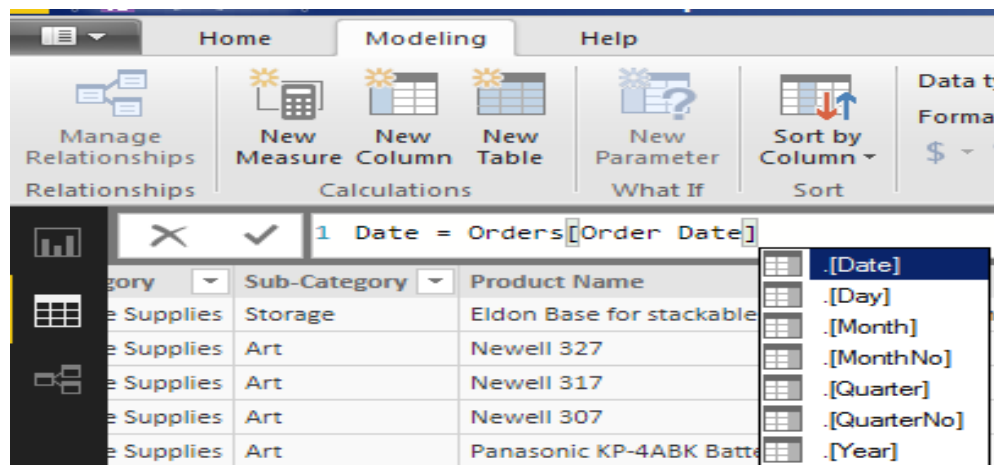 Home Modeling Help
Manage Relationships
New Measure
New Column
New Table
New Parameter
Sort by Column
Data t
Forma
$
Relationships Calculations What If Sort
1 Date = Orders[Order Date]
gory Sub-Category Product Name
e Supplies Storage Eldon Base for stackable
e Supplies Art Newell 327
e Supplies Art Newell 317
e Supplies Art Newell 307
e Supplies Art Panasonic KP-4ABK Batte
.[Date]
.[Day]
.[Month]
.[MonthNo]
.[Quarter]
.[QuarterNo]
.[Year]